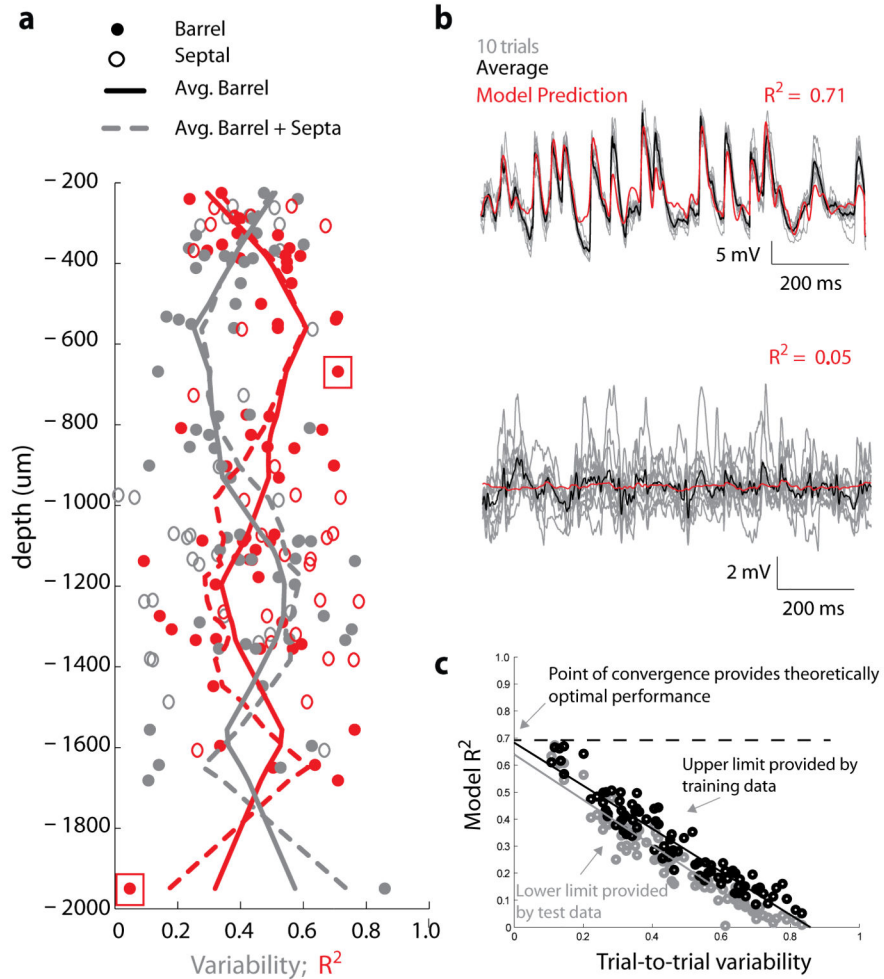 a
Barrel
Septal
Avg. Barrel
Avg. Barrel + Septa
− 200
− 400
− 600
− 800
− 1000
− 1200
− 1400
− 1600
− 1800
− 2000
depth (um)
0 0.2 0.4 0.6 0.8 1.0
Variability; R²
b
10 trials
Average
Model Prediction
R² = 0.71
5 mV
200 ms
R² = 0.05
2 mV
200 ms
c
1.0
0.9
0.8
0.7
0.6
0.5
0.4
0.3
0.2
0.1
0
Model R²
Point of convergence provides theoretically
optimal performance
Upper limit provided by
training data
Lower limit provided
by test data
0 0.2 0.4 0.6 0.8 1
Trial-to-trial variability